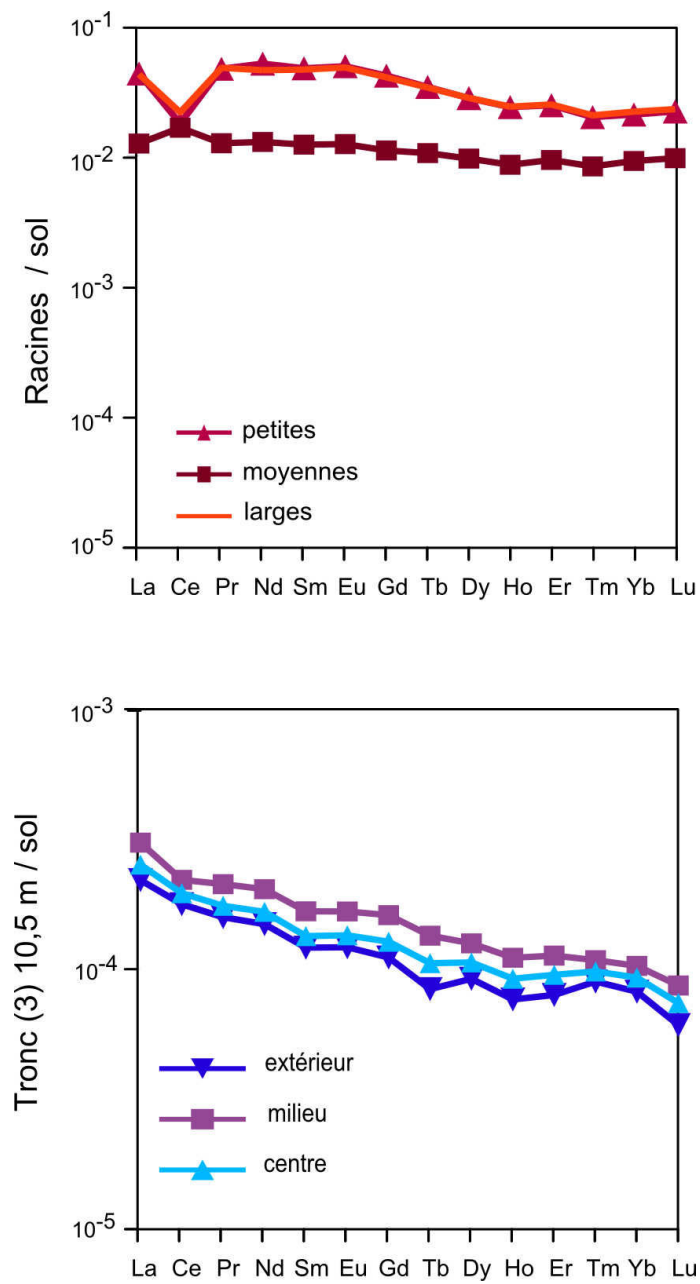 10-1
10-2
10-3
10-4
10-5
Racines / sol
petites
moyennes
larges
La Ce Pr Nd Sm Eu Gd Tb Dy Ho Er Tm Yb Lu
10-3
10-4
10-5
Tronc (3) 10,5 m / sol
extérieur
milieu
centre
La Ce Pr Nd Sm Eu Gd Tb Dy Ho Er Tm Yb Lu